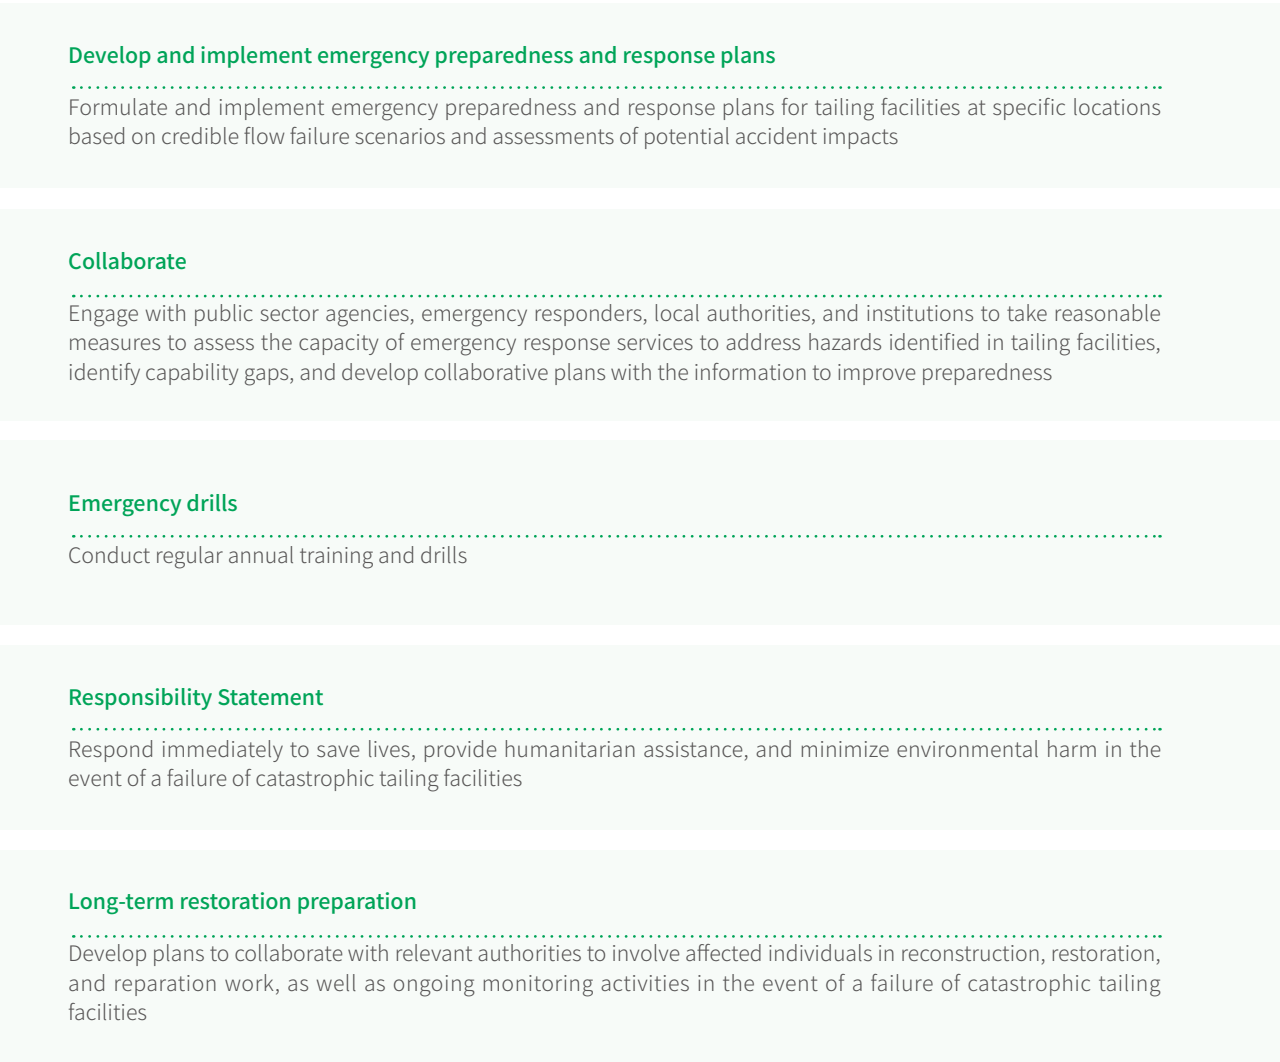 Develop and implement emergency preparedness and response plans
Formulate and implement emergency preparedness and response plans for tailing facilities at specific locations
based on credible flow failure scenarios and assessments of potential accident impacts
Collaborate
Engage with public sector agencies, emergency responders, local authorities, and institutions to take reasonable
measures to assess the capacity of emergency response services to address hazards identified in tailing facilities,
identify capability gaps, and develop collaborative plans with the information to improve preparedness
Emergency drills
Conduct regular annual training and drills
Responsibility Statement
Respond immediately to save lives, provide humanitarian assistance, and minimize environmental harm in the
event of a failure of catastrophic tailing facilities
Long-term restoration preparation
Develop plans to collaborate with relevant authorities to involve affected individuals in reconstruction, restoration,
and reparation work, as well as ongoing monitoring activities in the event of a failure of catastrophic tailing
facilities